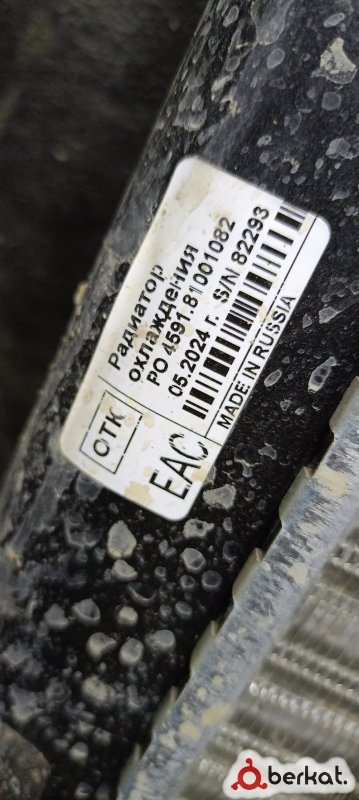 Радиатор
охлаждения
РО 4591.81001082
05.2024 г. S/N 82293
MADE IN RUSSIA
ОТК
EAC
berkat.